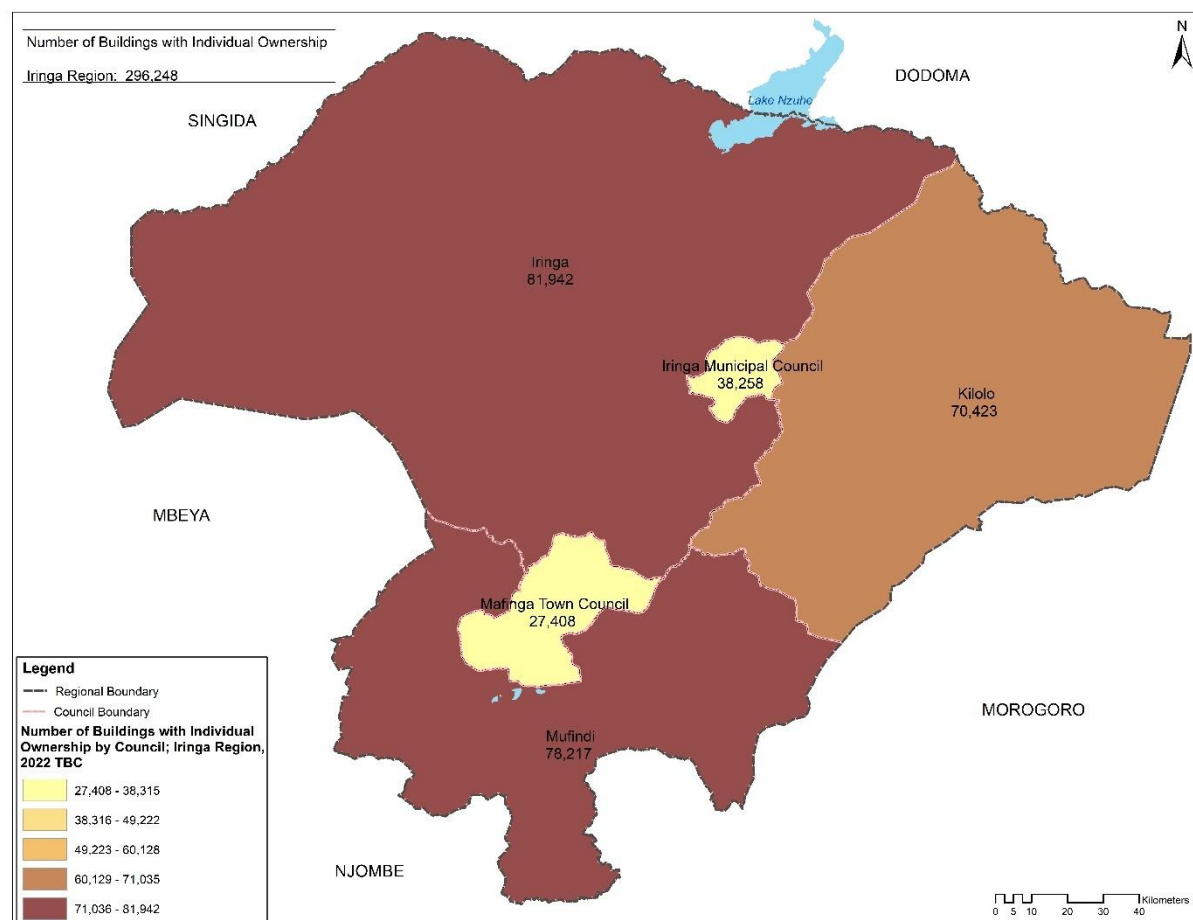 Number of Buildings with Individual Ownership
Iringa Region: 296,248
N
DODOMA
Lake Nzuhe
SINGIDA
Iringa
81,942
Iringa Municipal Council
38,258
Kilolo
70,423
MBEYA
Mafinga Town Council
27,408
MOROGORO
Mufindi
78,217
NJOMBE
Legend
Regional Boundary
Council Boundary
Number of Buildings with Individual
Ownership by Council; Iringa Region,
2022 TBC
27,408 - 38,315
38,316 - 49,222
49,223 - 60,128
60,129 - 71,035
71,036 - 81,942
Kilometers
0 5 10 20 30 40